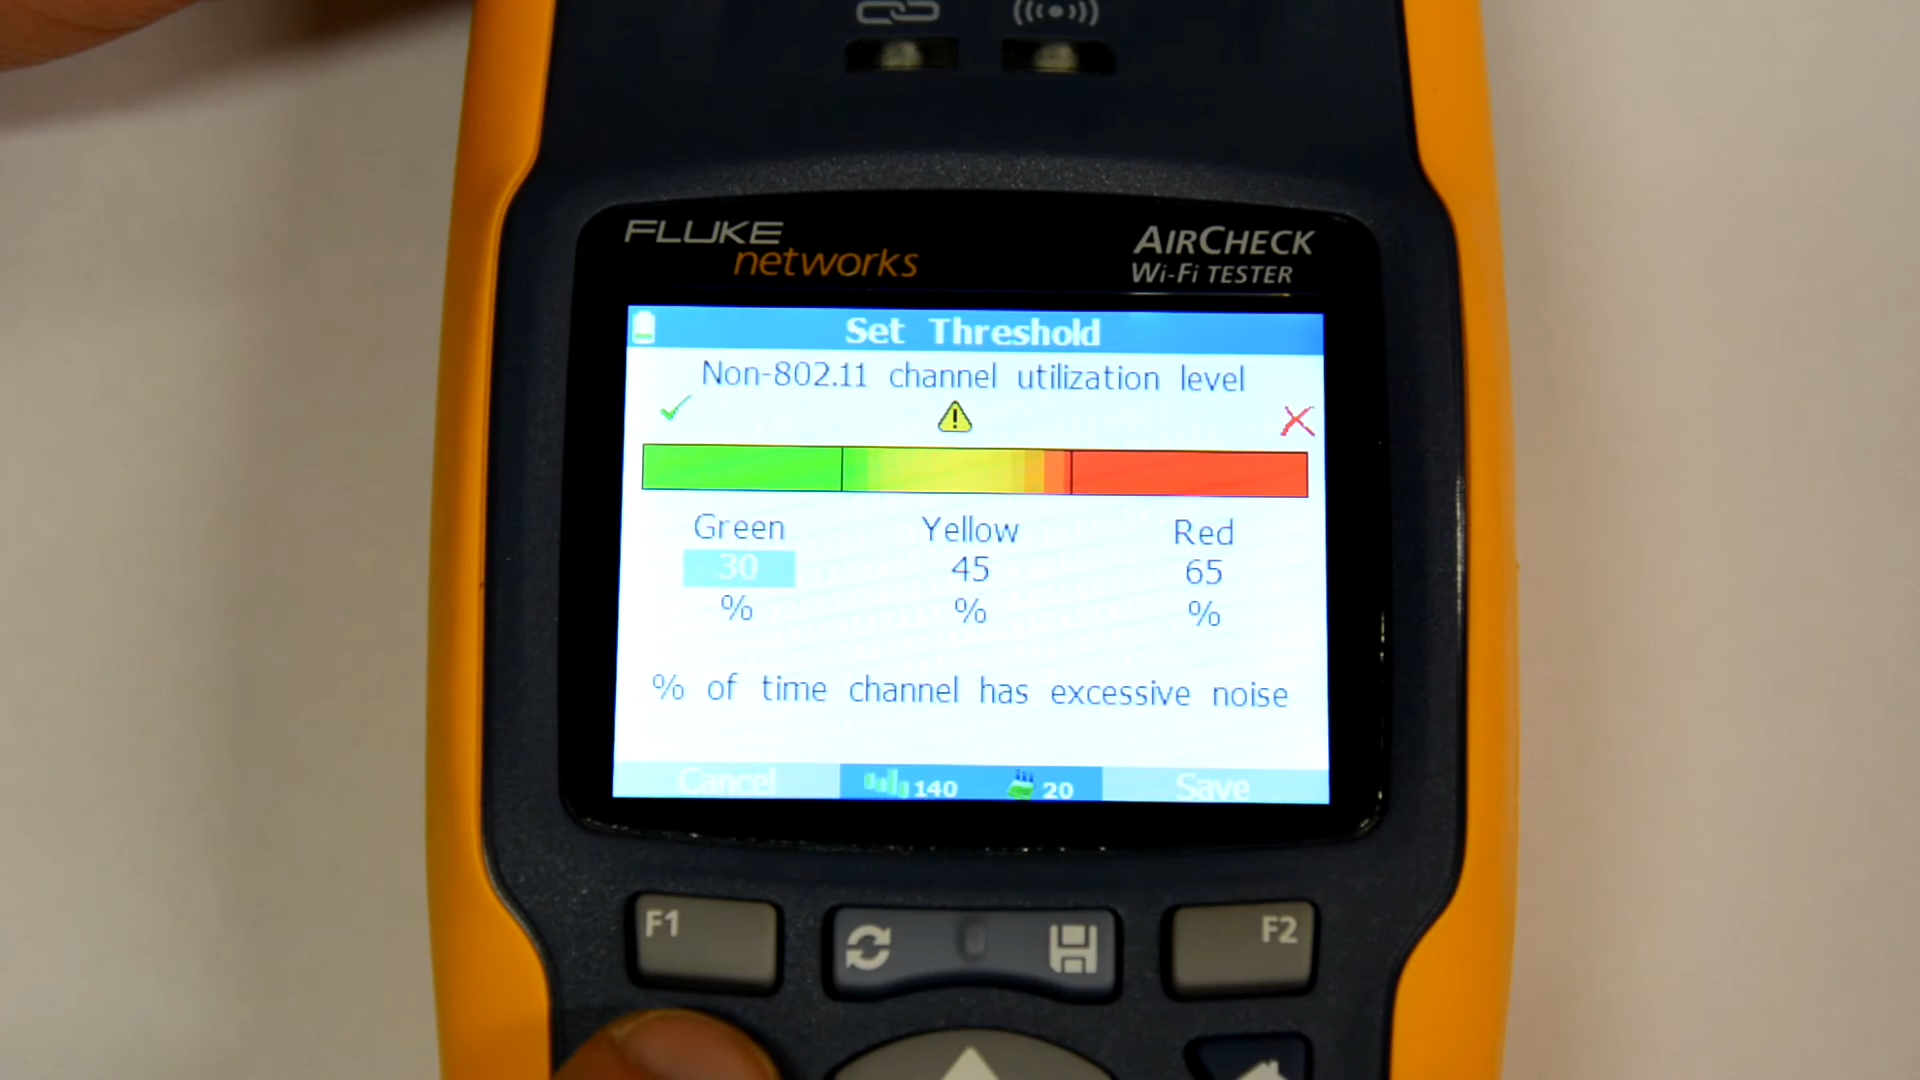 FLUKE
networks
AIRCHECK
Wi-Fi TESTER
Set Threshold
Non-802.11 channel utilization level
Green Yellow Red
30 45 65
% % %
% of time channel has excessive noise
Cancel 140 20 Save
F1 F2